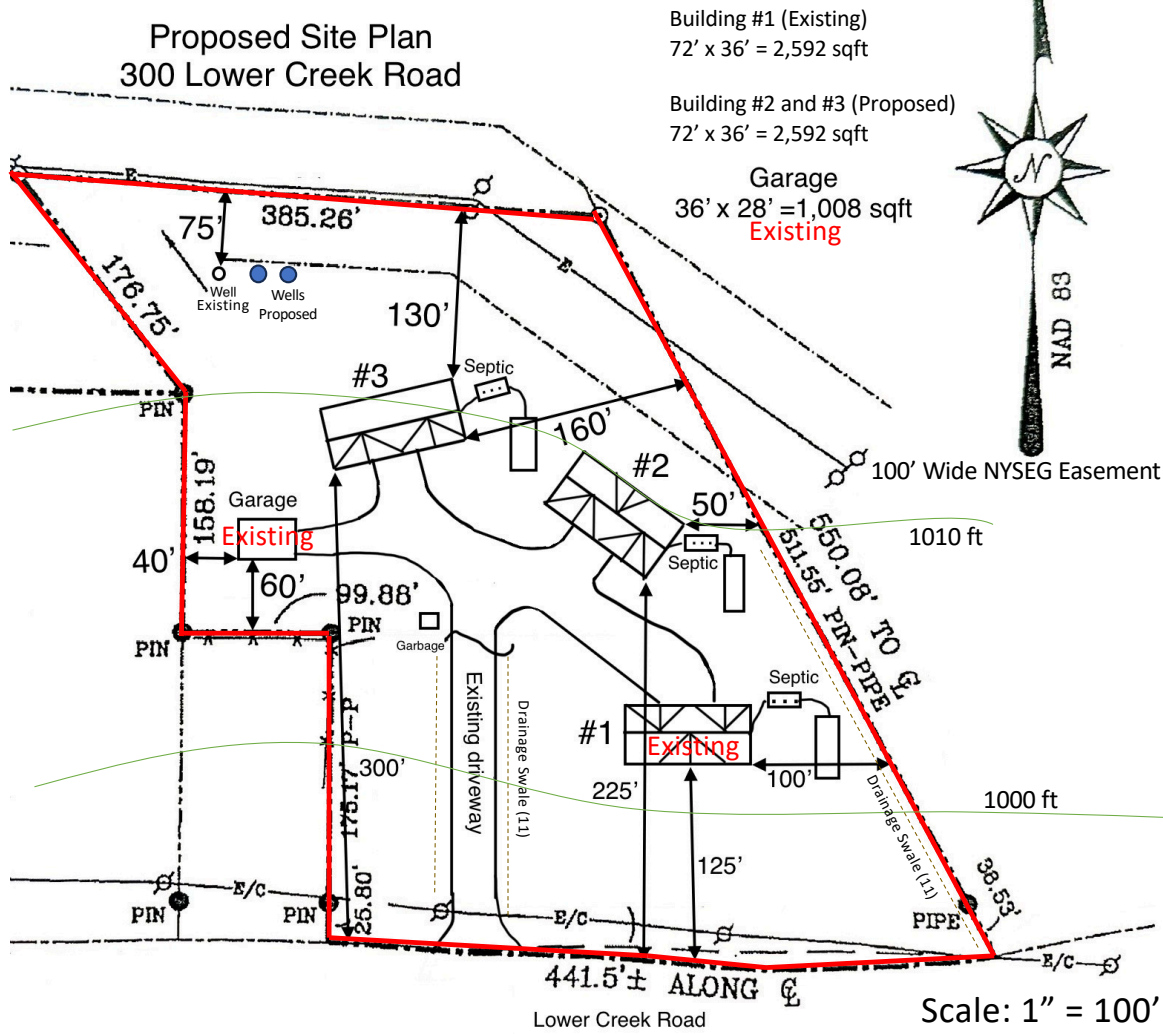 Proposed Site Plan
300 Lower Creek Road
Building #1 (Existing)
72’ x 36’ = 2,592 sqft
Building #2 and #3 (Proposed)
72’ x 36’ = 2,592 sqft
Garage
36’ x 28’ =1,008 sqft
Existing
N
NAD 83
E
385.26’
75’
176.75’
Well
Existing
Wells
Proposed
E
130’
#3
Septic
PIN
160’
#2
50’
100’ Wide NYSEG Easement
1010 ft
158.19’
Garage
Existing
40’
60’
99.88’
PIN
PIN
Septic
550.08’ TO ℄
511.55’ PIN-PIPE
Garbage
Existing driveway
Drainage Swale (11)
Septic
#1
Existing
100’
175.17’ P-P
300’
225’
125’
1000 ft
Drainage Swale (11)
38.53’
E/C
PIN
PIN
25.80’
E/C
PIPE
E/C
441.5’± ALONG ℄
Lower Creek Road
Scale: 1” = 100’